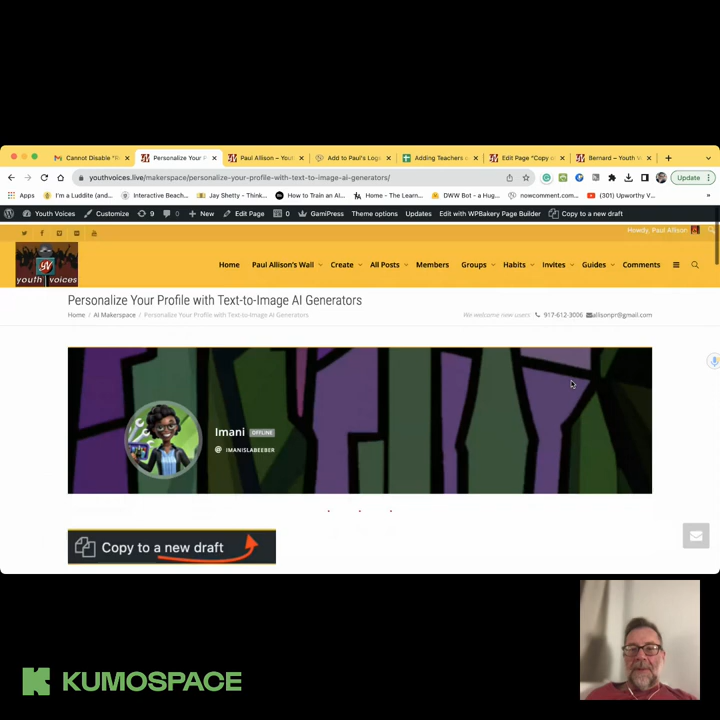 Cannot Disable "R
Personalize Your P
Paul Allison – Yout
Add to Paul's Log
Adding Teachers a
Edit Page "Copy o
Bernard – Youth V
youthvoices.live/makerspace/personalize-your-profile-with-text-to-image-ai-generators/
Update
Apps
I'm a Luddite (and...
Interactive Beach...
Jay Shetty - Think...
How to Train an AI...
Home - The Learn...
DWW Bot - a Hug...
nowcomment.com...
(301) Upworthy V...
Youth Voices
Customize
9
0
New
Edit Page
0
GamiPress
Theme options
Updates
Edit with WPBakery Page Builder
Copy to a new draft
Howdy, Paul Allison
youth voices
Home
Paul Allison's Wall
Create
All Posts
Members
Groups
Habits
Invites
Guides
Comments
Personalize Your Profile with Text-to-Image AI Generators
Home / AI Makerspace / Personalize Your Profile with Text-to-Image AI Generators
We welcome new users:
917-612-3006
allisonpr@gmail.com
Imani
OFFLINE
@ IMANISLABEEBER
Copy to a new draft
KUMOSPACE